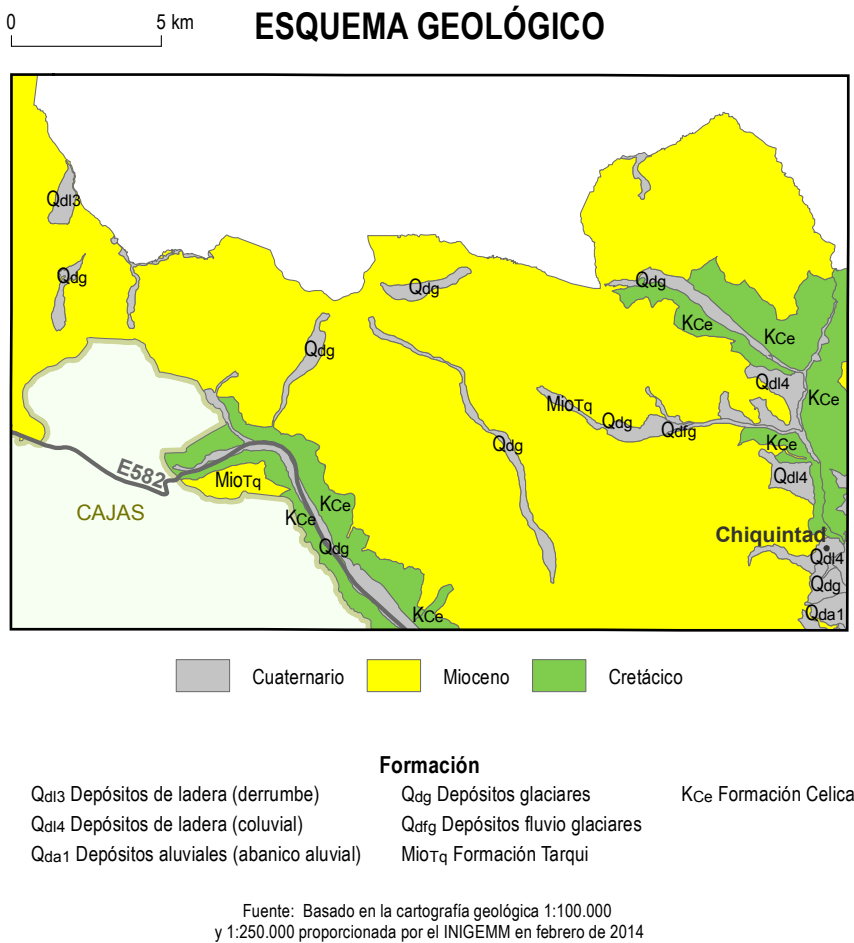 0 5 km
ESQUEMA GEOLÓGICO
Qdl3
Qdg
Qdg
Qdg
KCe
KCe
Qdg
Qdl4
KCe
MioTq
Qdg
Qdfg
Qdg
KCe
E582
MioTq
Qdl4
CAJAS
KCe
KCe
Chiquintad
Qdg
Qdl4
Qdg
KCe
Qda1
Cuaternario Mioceno Cretácico
Formación
Qdl3 Depósitos de ladera (derrumbe)
Qdl4 Depósitos de ladera (coluvial)
Qda1 Depósitos aluviales (abanico aluvial)
Qdg Depósitos glaciares
Qdfg Depósitos fluvio glaciares
MioTq Formación Tarqui
KCe Formación Celica
Fuente: Basado en la cartografía geológica 1:100.000
y 1:250.000 proporcionada por el INIGEMM en febrero de 2014